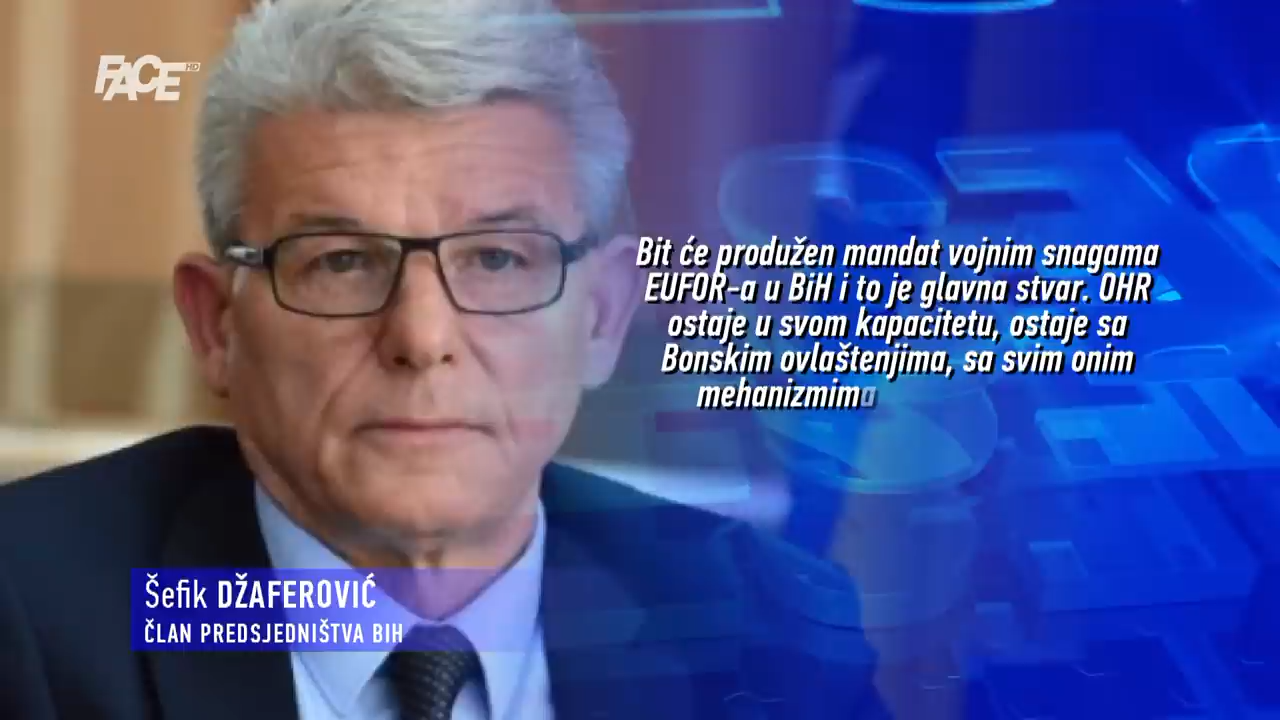 FACE HD
Bit će produžen mandat vojnim snagama
EUFOR-a u BiH i to je glavna stvar. OHR
ostaje u svom kapacitetu, ostaje sa
Bonskim ovlaštenjima, sa svim onim
mehanizmima
Šefik DŽAFEROVIĆ
ČLAN PREDSJEDNIŠTVA BIH